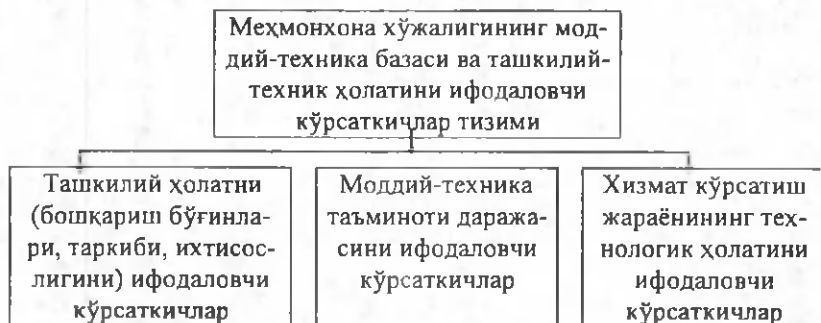 Меҳмонхона хўжалигининг мод-
дий-техника базаси ва ташкилий-
техник ҳолатини ифодаловчи
кўрсаткичлар тизими
Ташкилий ҳолатни
(бошқариш бўғинла-
ри, таркиби, ихтисос-
лигини) ифодаловчи
кўрсаткичлар
Моддий-техника
таъминоти даража-
сини ифодаловчи
кўрсаткичлар
Хизмат кўрсатиш
жараёнининг тех-
нологик ҳолатини
ифодаловчи
кўрсаткичлар